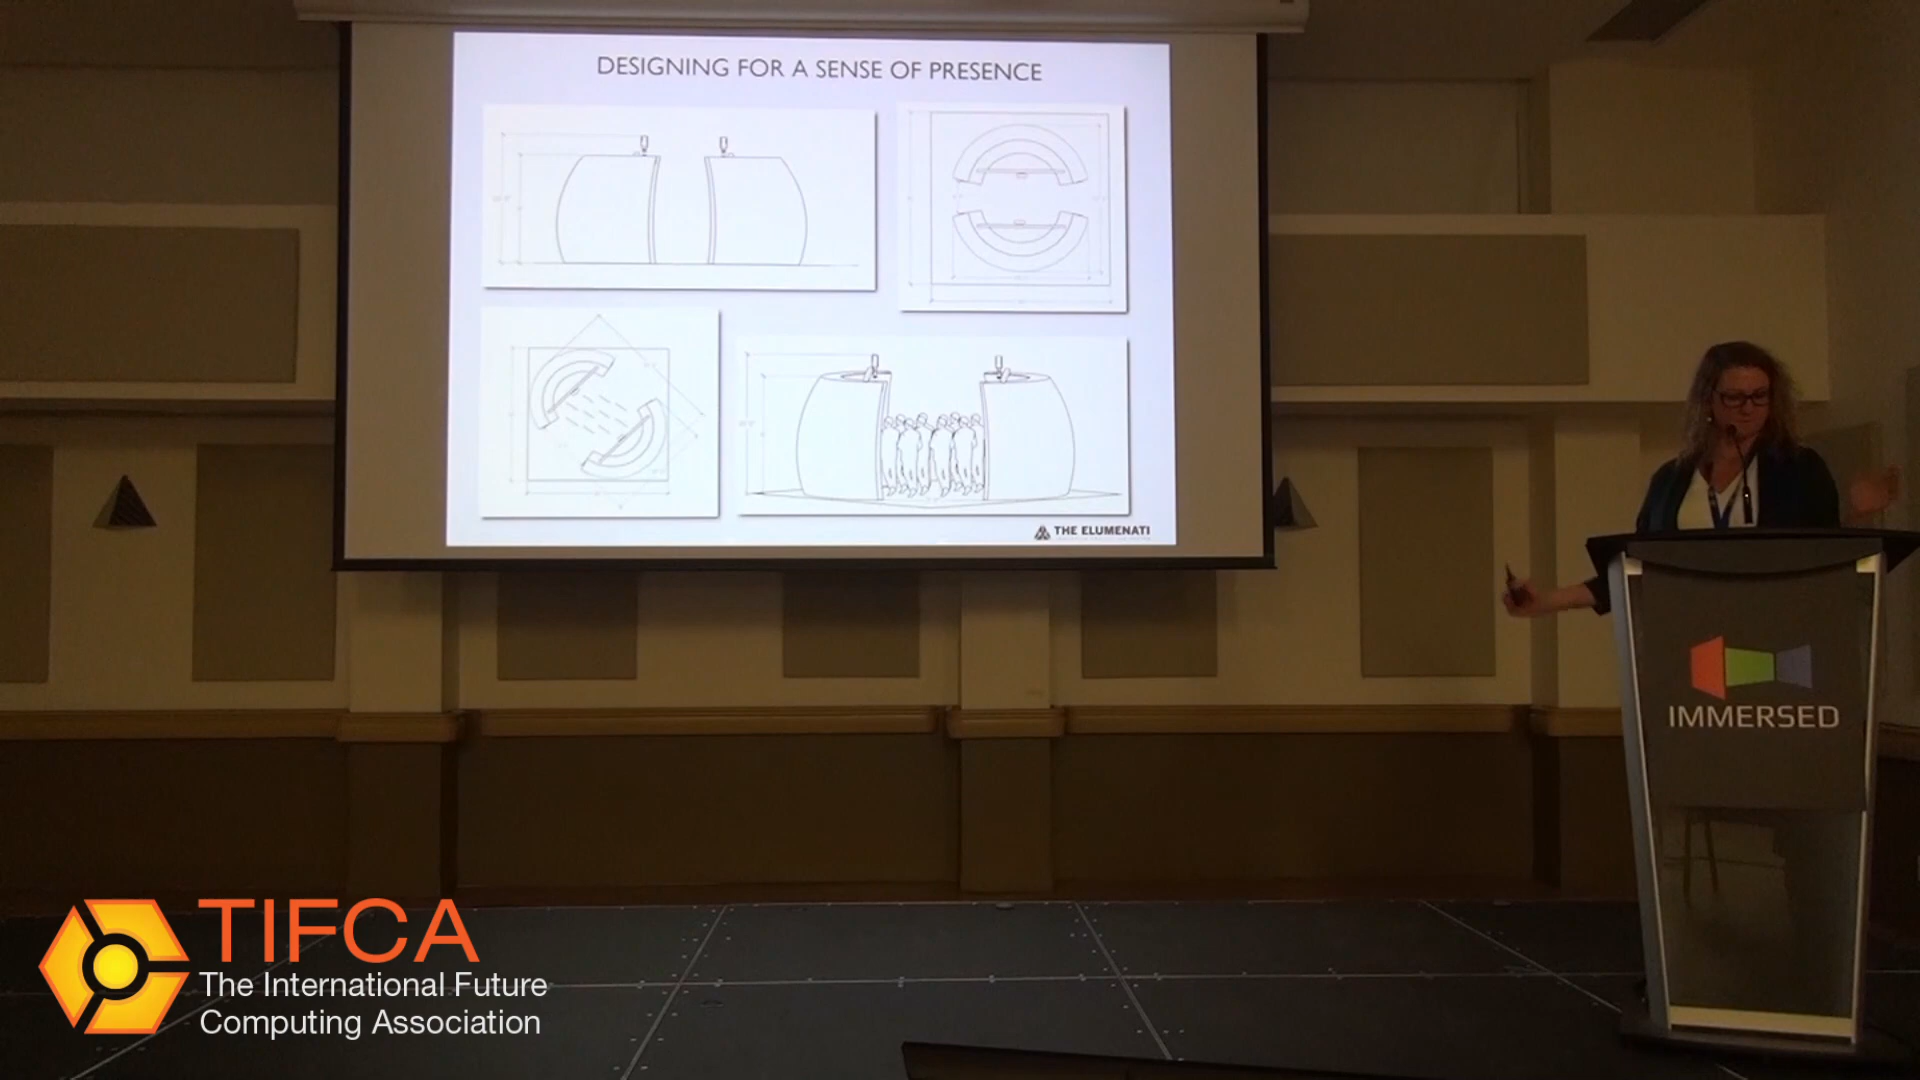 DESIGNING FOR A SENSE OF PRESENCE
THE ELUMENATI
IMMERSED
TIFCA
The International Future
Computing Association